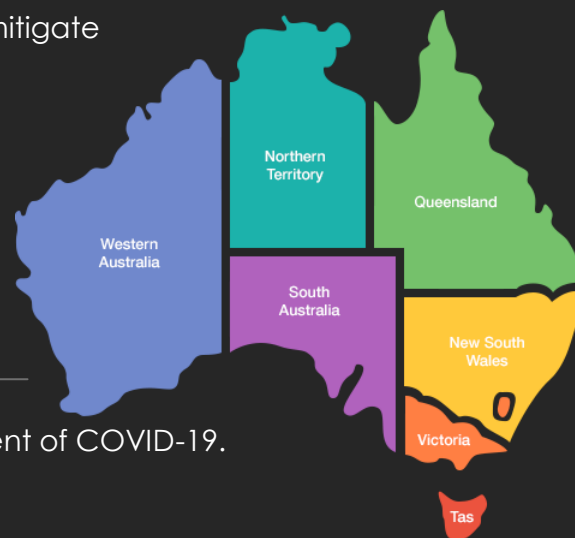 nitigate
Northern
Territory
Queensland
Western
Australia
South
Australia
New South
Wales
ent of COVID-19.
Victoria
Tas